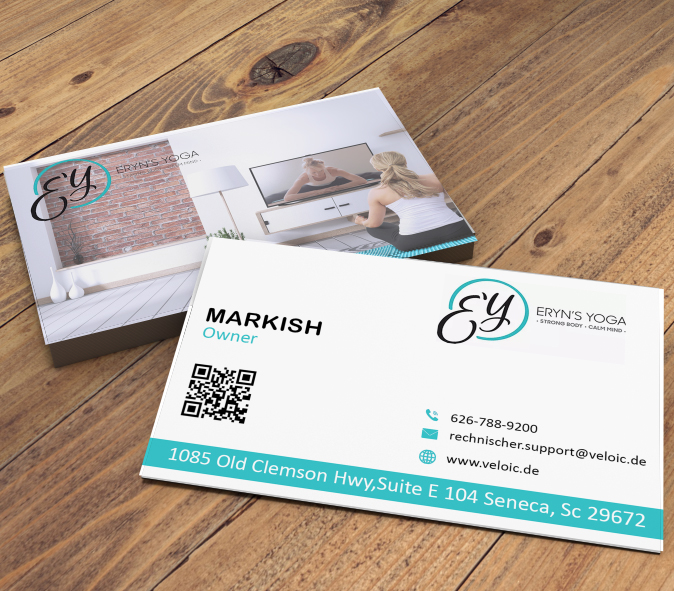 EY
ERYN'S YOGA
MARKISH
Owner
EY
ERYN'S YOGA
• STRONG BODY • CALM MIND •
626-788-9200
rechnischer.support@veloic.de
www.veloic.de
1085 Old Clemson Hwy,Suite E 104 Seneca, Sc 29672